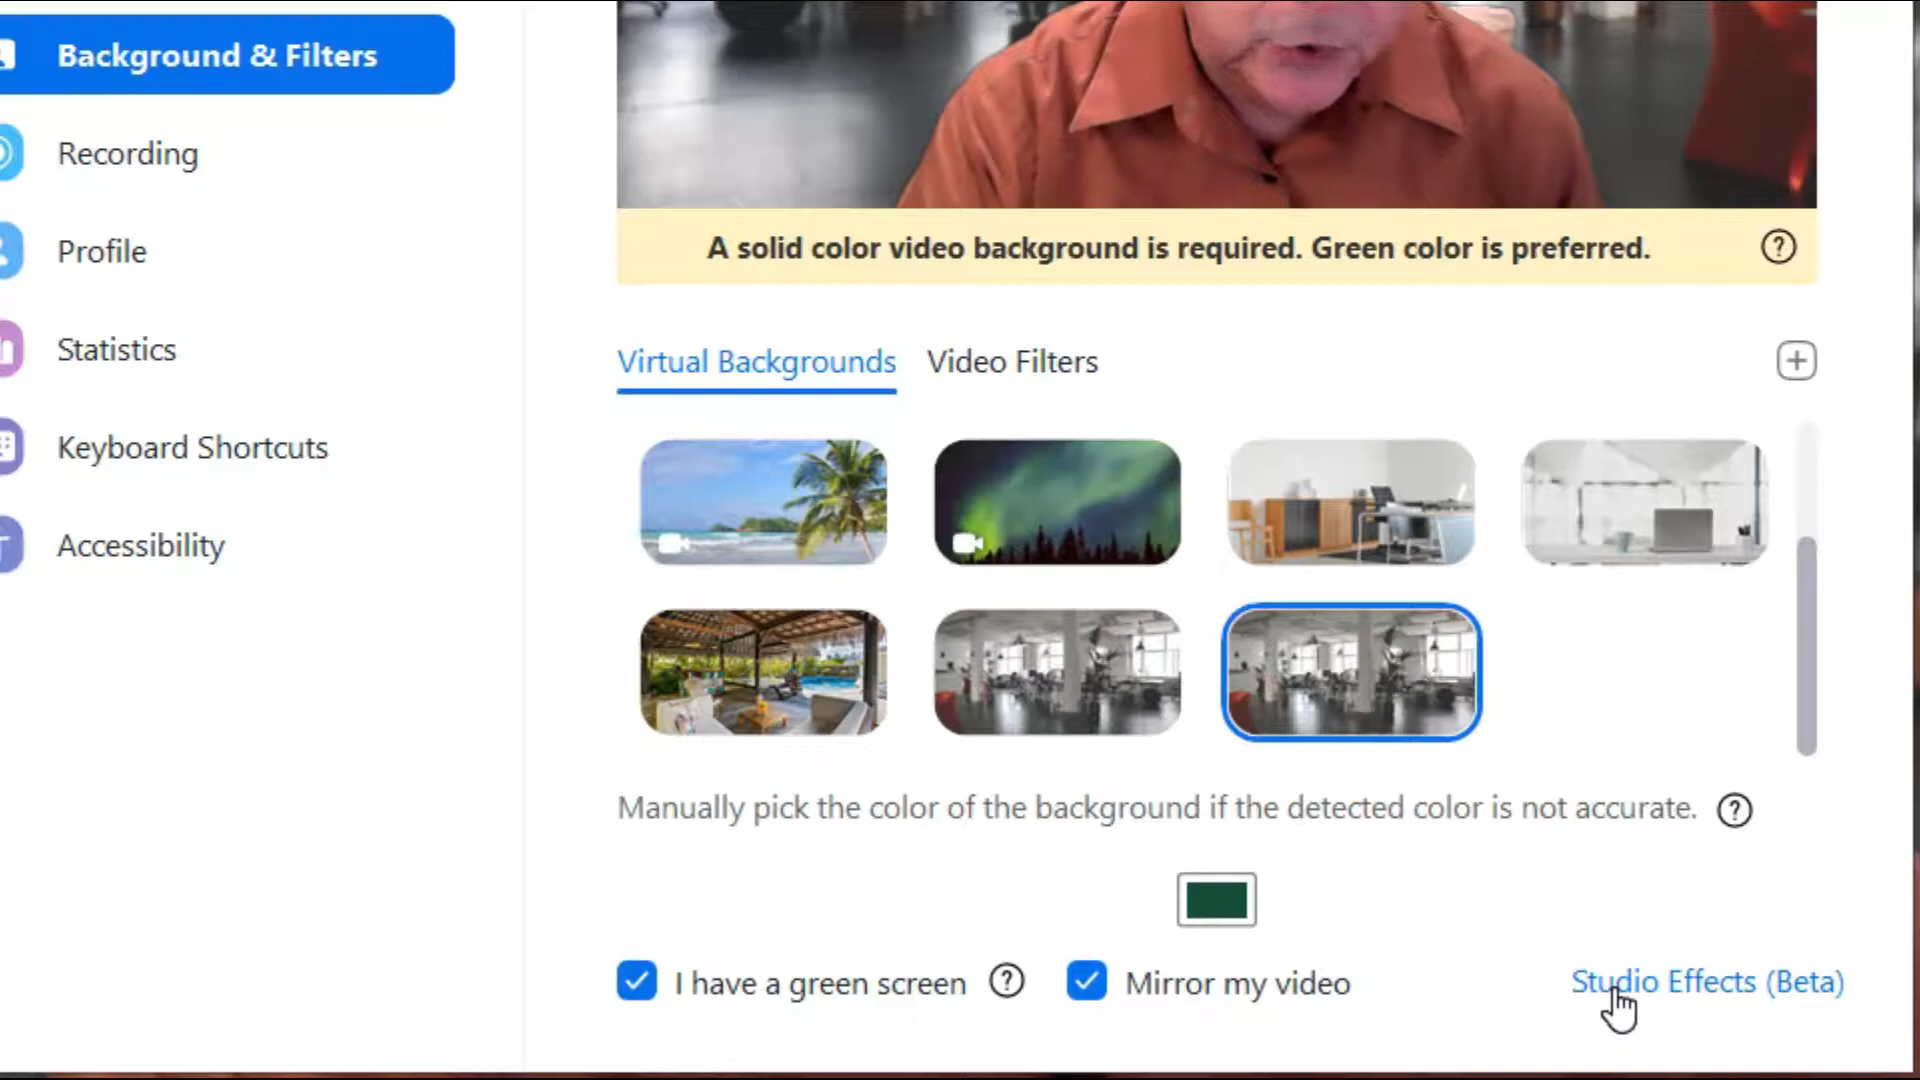 Background & Filters
Recording
Profile
Statistics
Keyboard Shortcuts
Accessibility
A solid color video background is required. Green color is preferred.
Virtual Backgrounds
Video Filters
Manually pick the color of the background if the detected color is not accurate.
I have a green screen
Mirror my video
Studio Effects (Beta)